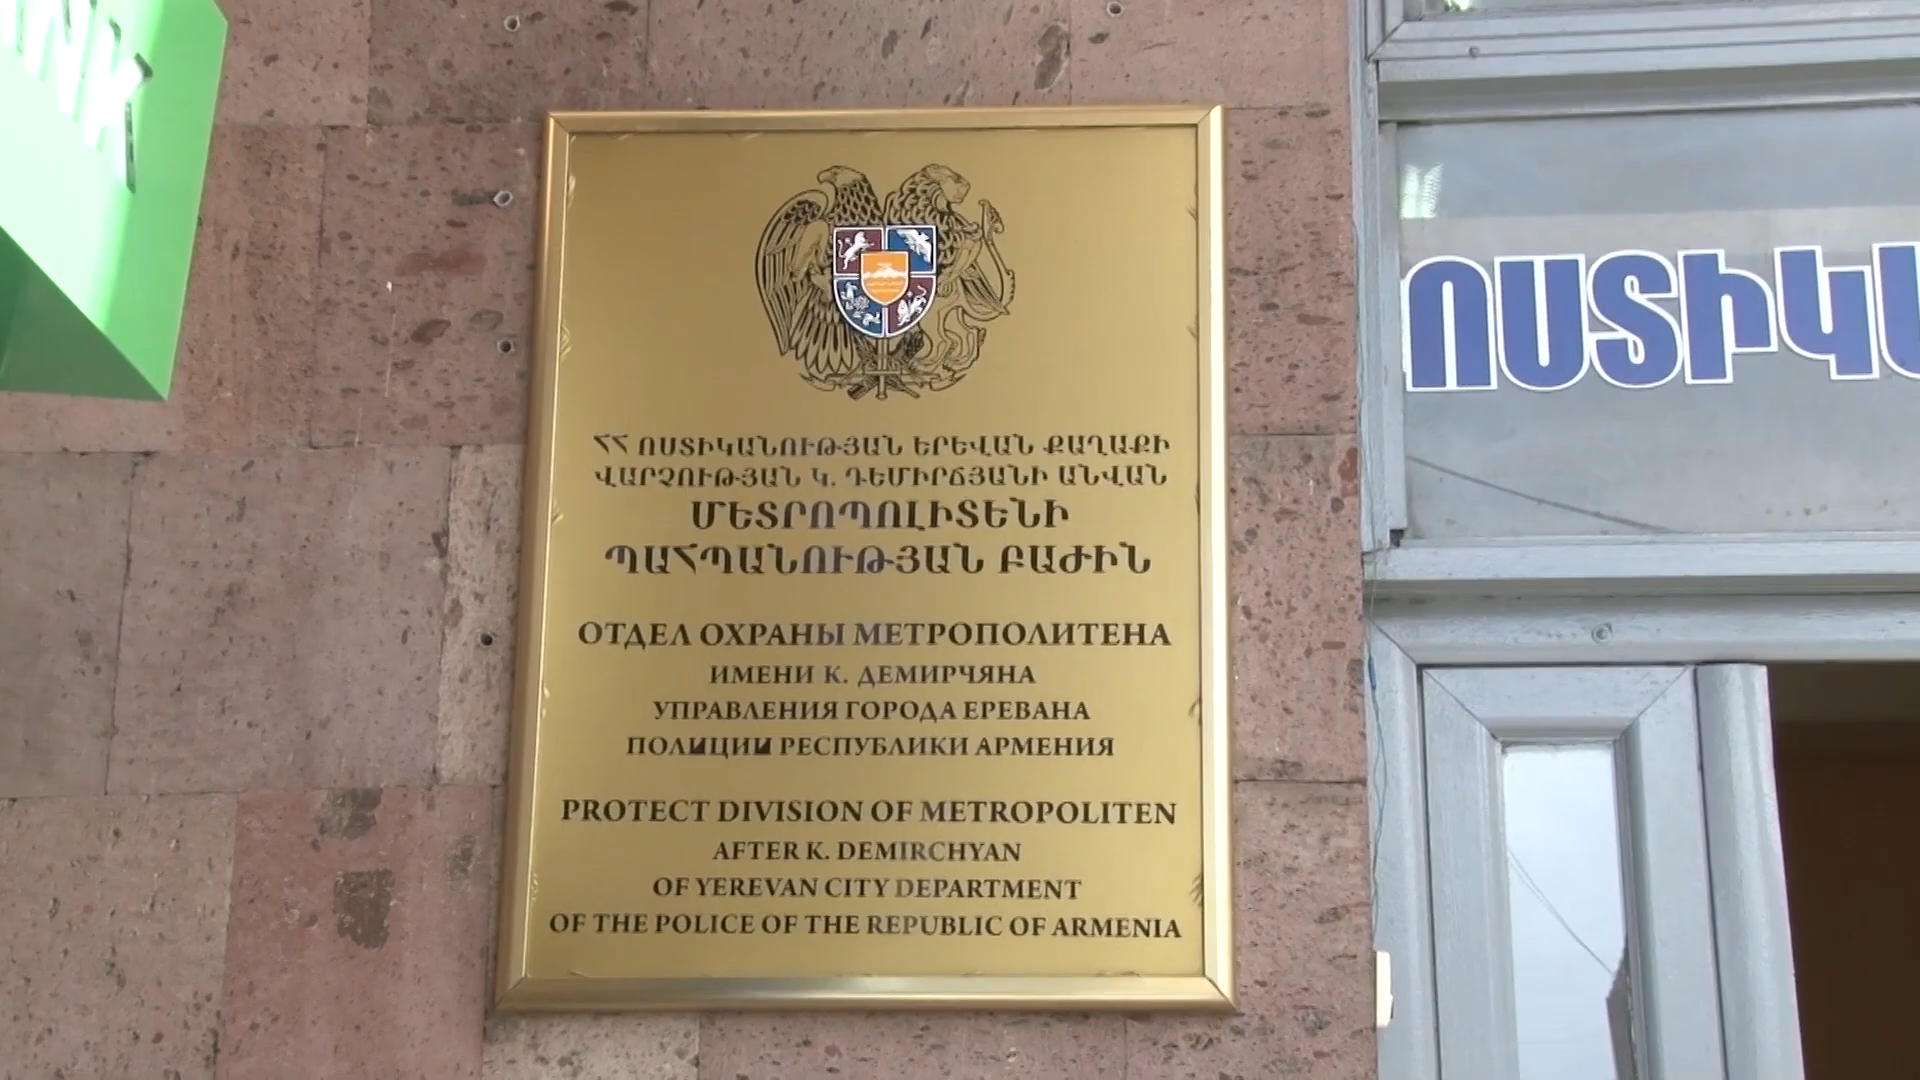 ՀՀ ՈՍՏԻԿԱՆՈՒԹՅԱՆ ԵՐԵՎԱՆ ՔԱՂԱՔԻ
ՎԱՐՉՈՒԹՅԱՆ Կ. ԴԵՄԻՐՃՅԱՆԻ ԱՆՎԱՆ
ՄԵՏՐՈՊՈԼԻՏԵՆԻ
ՊԱՀՊԱՆՈՒԹՅԱՆ ԲԱԺԻՆ
ОТДЕЛ ОХРАНЫ МЕТРОПОЛИТЕНА
ИМЕНИ К. ДЕМИРЧЯНА
УПРАВЛЕНИЯ ГОРОДА ЕРЕВАНА
ПОЛИЦИИ РЕСПУБЛИКИ АРМЕНИЯ
PROTECT DIVISION OF METROPOLITEN
AFTER K. DEMIRCHYAN
OF YEREVAN CITY DEPARTMENT
OF THE POLICE OF THE REPUBLIC OF ARMENIA
ՈՍՏԻԿԱ